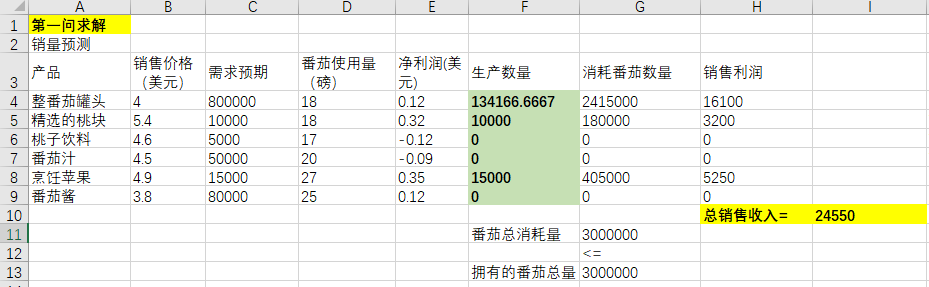 A B C D E F G H I
1 第一问求解
2 销量预测
3 产品 销售价格（美元） 需求预期 番茄使用量（磅） 净利润(美元) 生产数量 消耗番茄数量 销售利润
4 整番茄罐头 4 800000 18 0.12 134166.6667 2415000 16100
5 精选的桃块 5.4 10000 18 0.32 10000 180000 3200
6 桃子饮料 4.6 5000 17 -0.12 0 0 0
7 番茄汁 4.5 50000 20 -0.09 0 0 0
8 烹饪苹果 4.9 15000 27 0.35 15000 405000 5250
9 番茄酱 3.8 80000 25 0.12 0 0 0
10 总销售收入= 24550
11 番茄总消耗量 3000000
12 <=
13 拥有的番茄总量 3000000